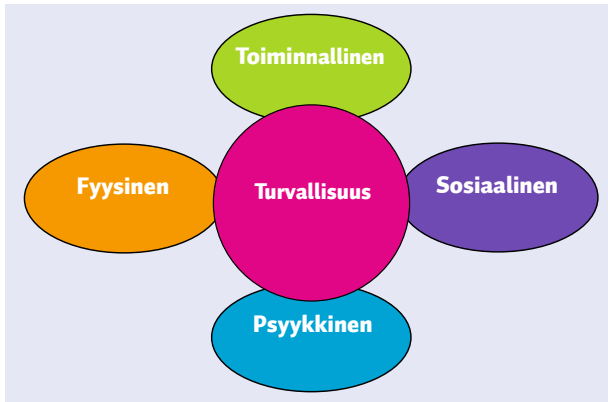 Toiminnallinen
Fyysinen
Turvallisuus
Sosiaalinen
Psyykkinen